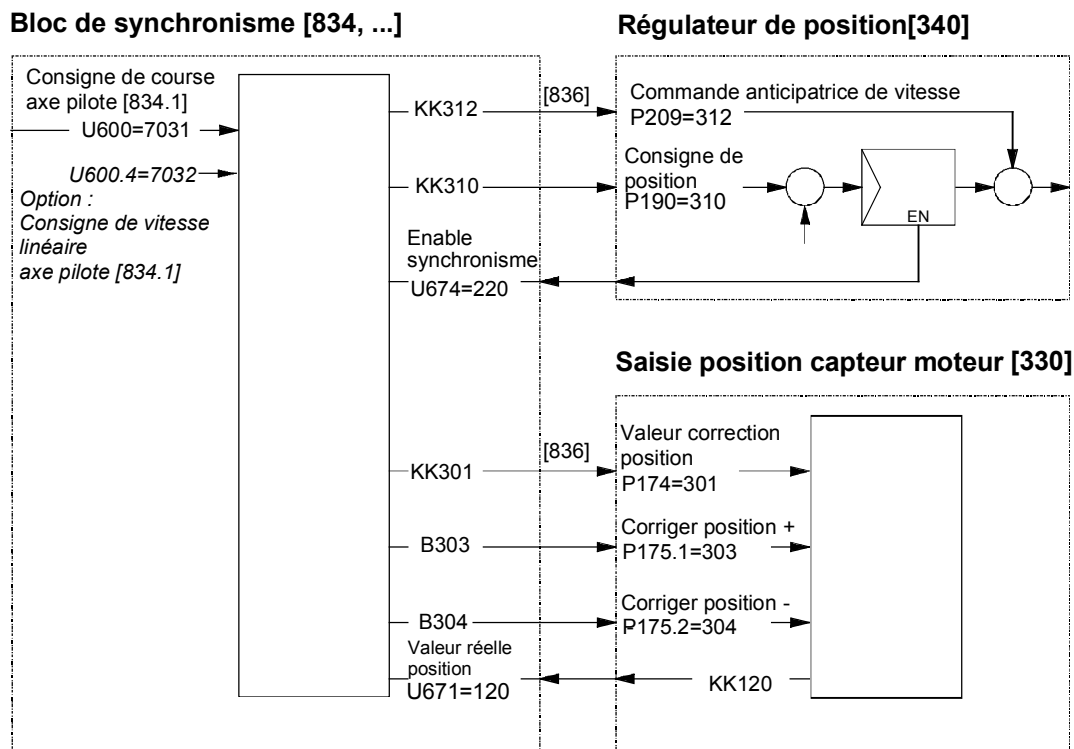 Bloc de synchronisme [834, ...]
Régulateur de position[340]
Consigne de course
axe pilote [834.1]
U600=7031
U600.4=7032
Option :
Consigne de vitesse
linéaire
axe pilote [834.1]
KK312
[836]
Commande anticipatrice de vitesse
P209=312
KK310
Consigne de
position
P190=310
EN
Enable
synchronisme
U674=220
Saisie position capteur moteur [330]
KK301
[836]
Valeur correction
position
P174=301
B303
Corriger position +
P175.1=303
B304
Corriger position -
P175.2=304
Valeur réelle
position
U671=120
KK120